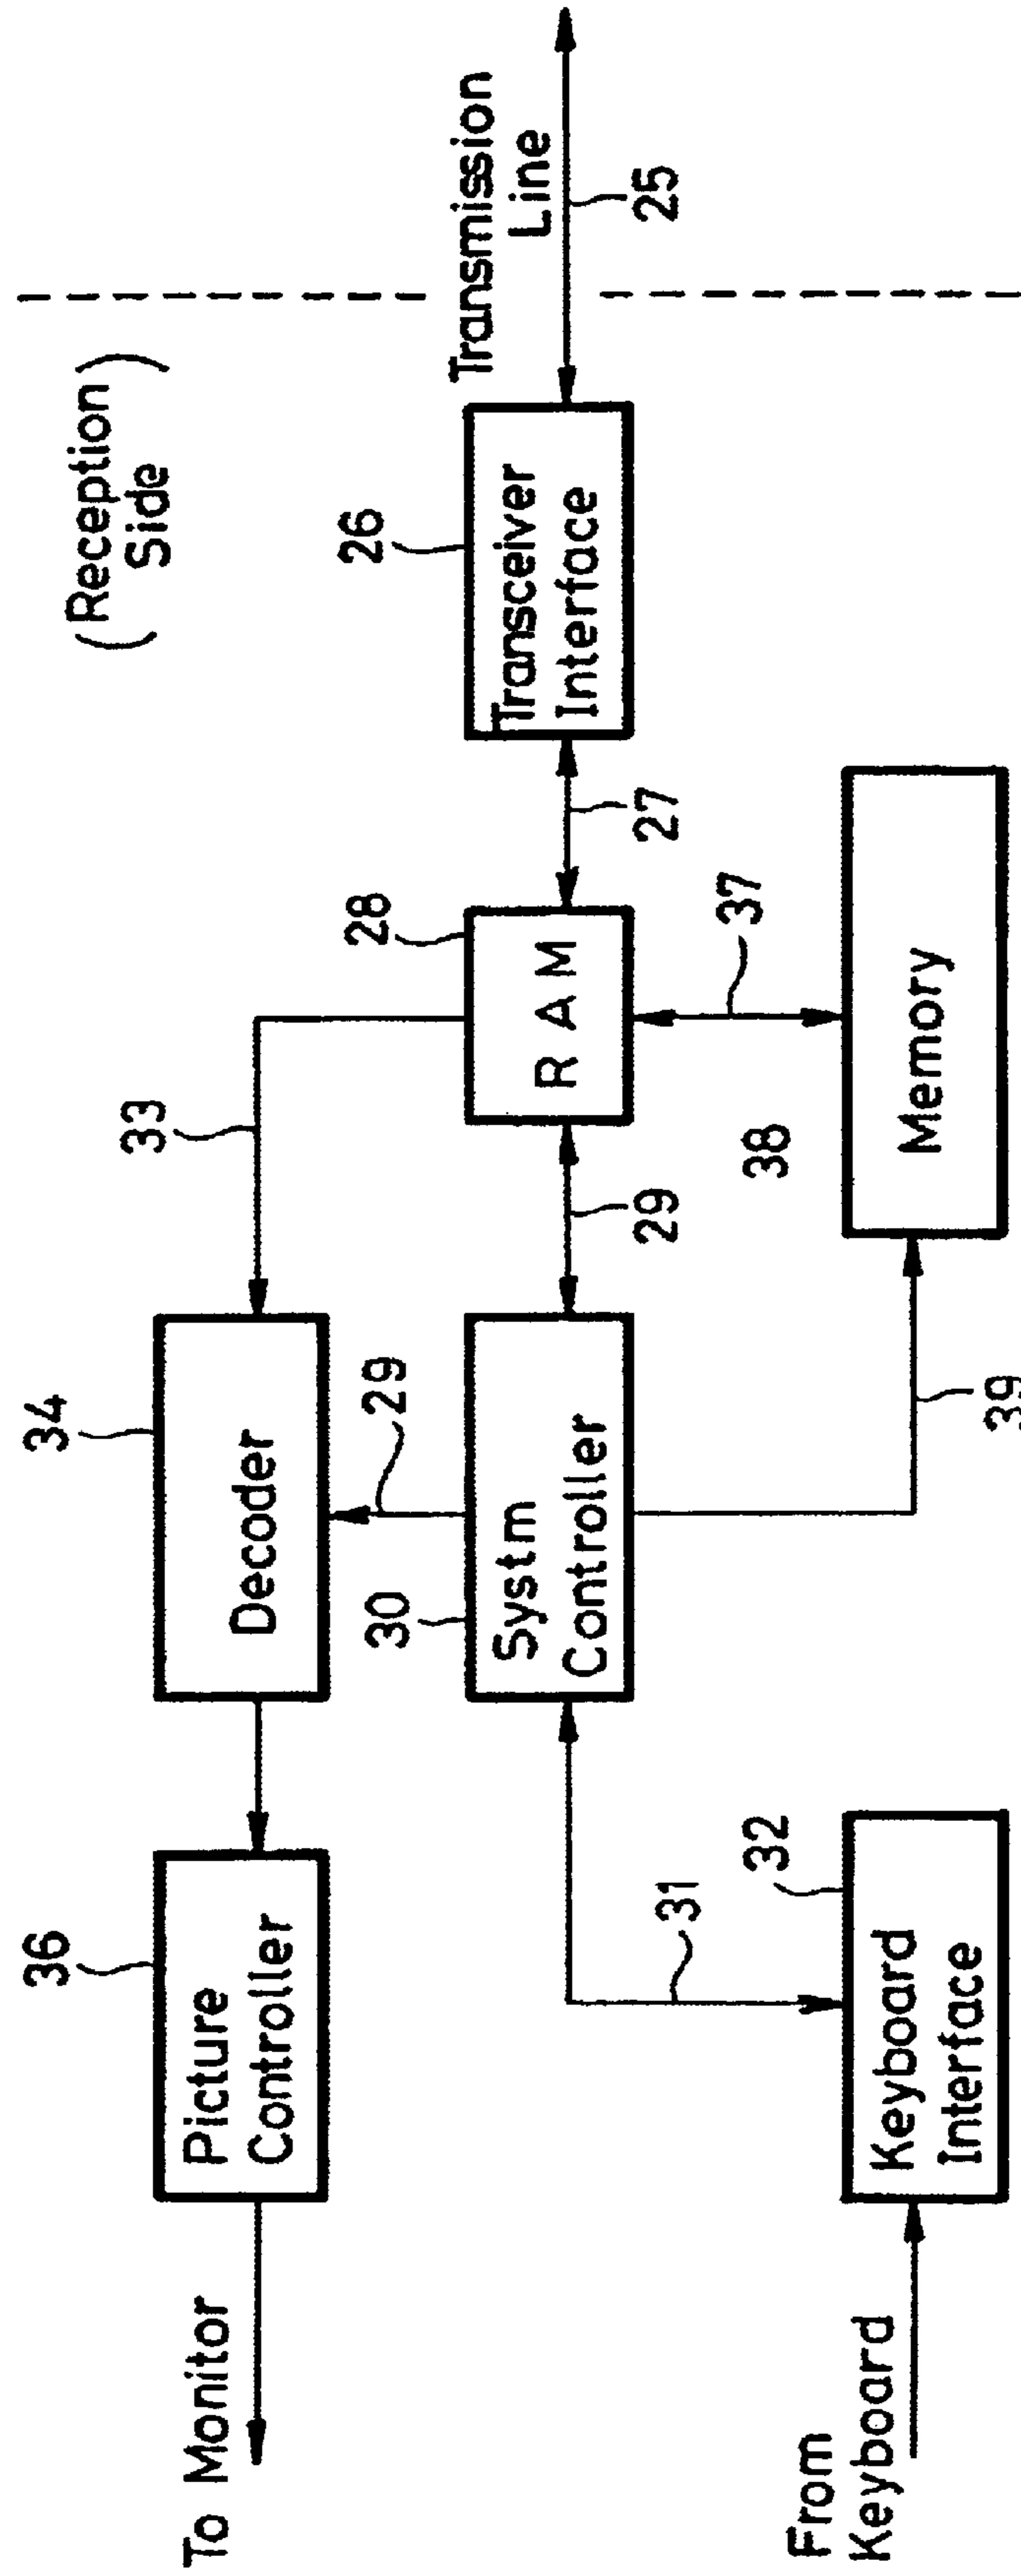 (Reception
Side)
36
34
33
To Monitor
Picture
Controller
Decoder
29
30
28
26
Systm
Controller
R A M
Transceiver
Interface
Transmission
Line
29
27
25
31
32
38
37
From
Keyboard
Keyboard
Interface
Memory
39